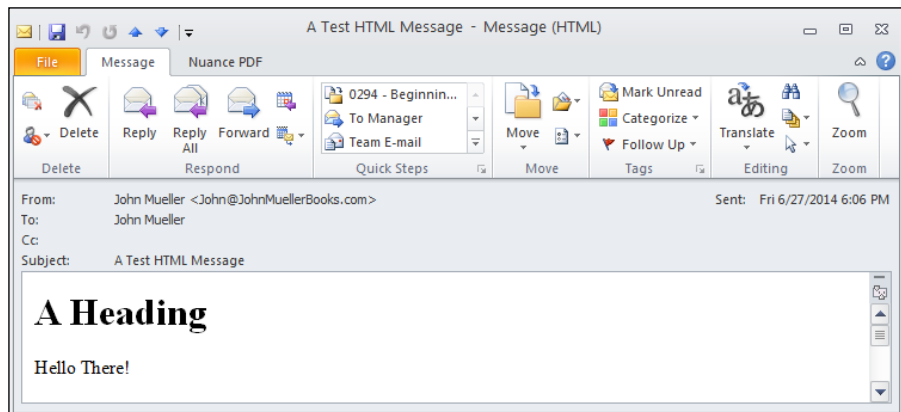 A Test HTML Message - Message (HTML)
File Message Nuance PDF
?
Delete
Reply
Reply All
Forward
0294 - Beginnin...
To Manager
Team E-mail
Move
Mark Unread
Categorize
Follow Up
あ
Translate
Zoom
Delete Respond Quick Steps Move Tags Editing Zoom
From: John Mueller <John@JohnMuellerBooks.com> Sent: Fri 6/27/2014 6:06 PM
To: John Mueller
Cc:
Subject: A Test HTML Message
A Heading
Hello There!